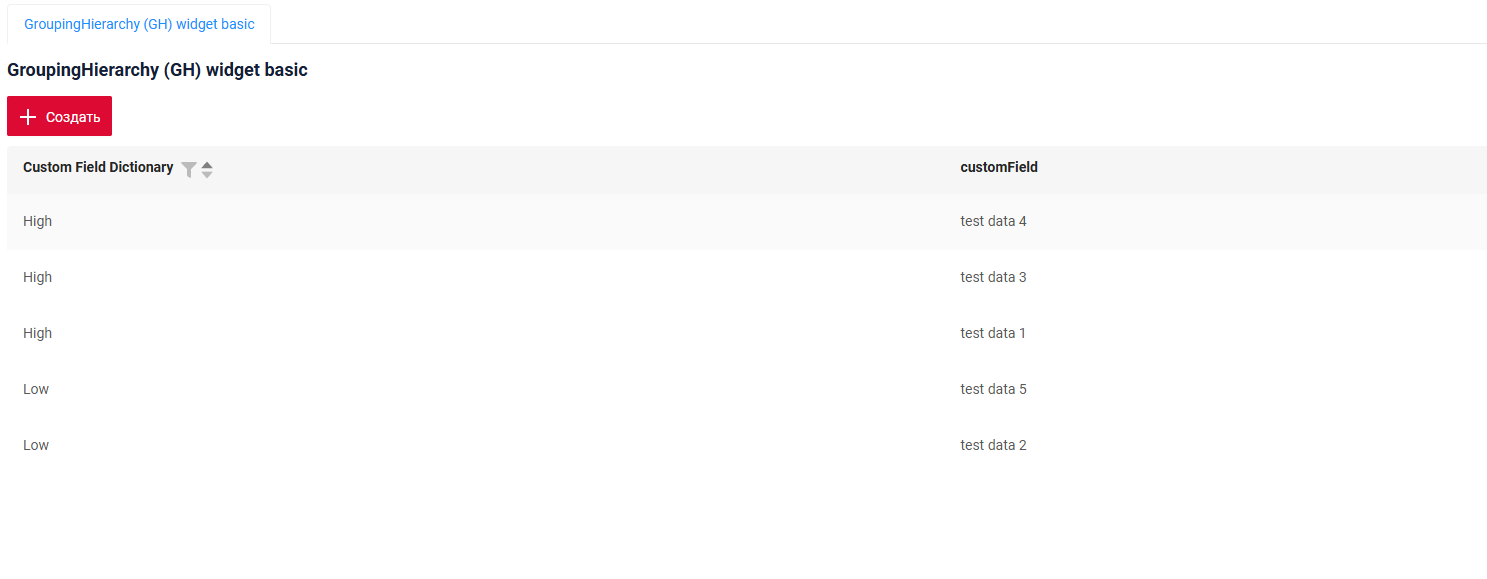 GroupingHierarchy (GH) widget basic
GroupingHierarchy (GH) widget basic
Создать
Custom Field Dictionary customField
High test data 4
High test data 3
High test data 1
Low test data 5
Low test data 2